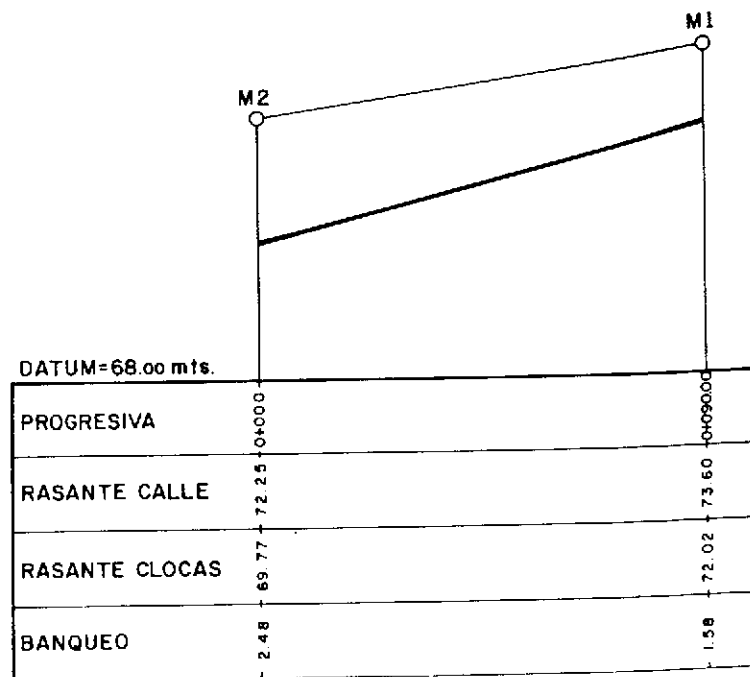 M1
M2
DATUM=68.00 mts.
PROGRESIVA 0+000 0+090.00
RASANTE CALLE 72.25 73.60
RASANTE CLOCAS 69.77 72.02
BANQUEO 2.48 1.58